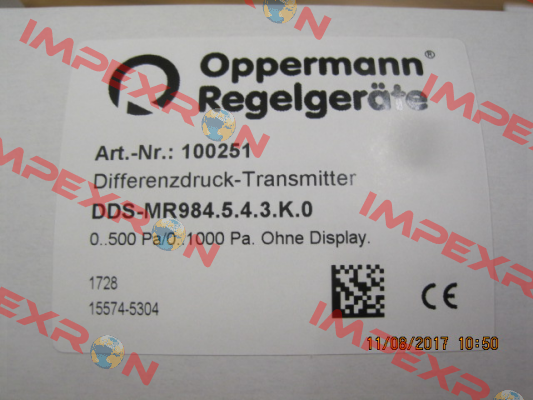 Oppermann®
Regelgeräte
Art.-Nr.: 100251
Differenzdruck-Transmitter
DDS-MR984.5.4.3.K.0
0..500 Pa/0..1000 Pa. Ohne Display.
1728
15574-5304
CE
11/08/2017 10:50
IMPEXRON
IMPEXRON
IMPEXRON
IMPEXRON
IMPEXRON